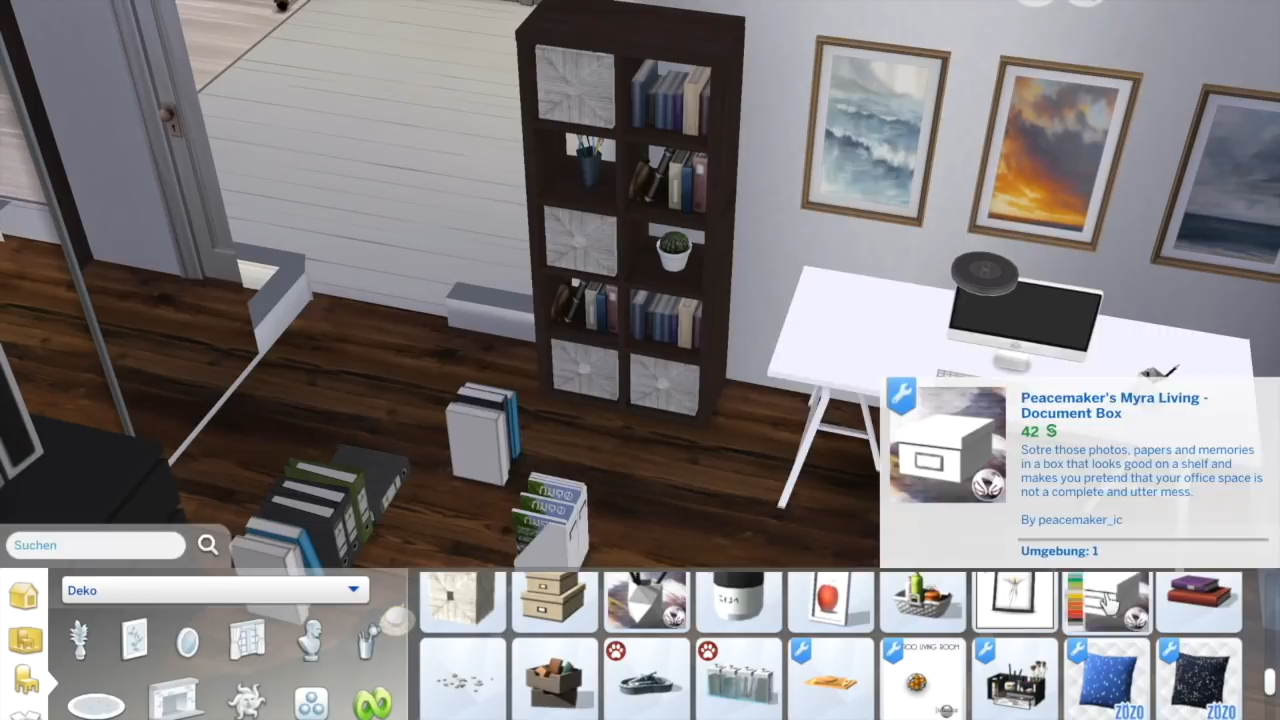 Peacemaker's Myra Living -
Document Box
42 $
Sotre those photos, papers and memories
in a box that looks good on a shelf and
makes you pretend that your office space is
not a complete and utter mess.
By peacemaker_ic
Umgebung: 1
Suchen
Deko
ZOZO
ZOZO